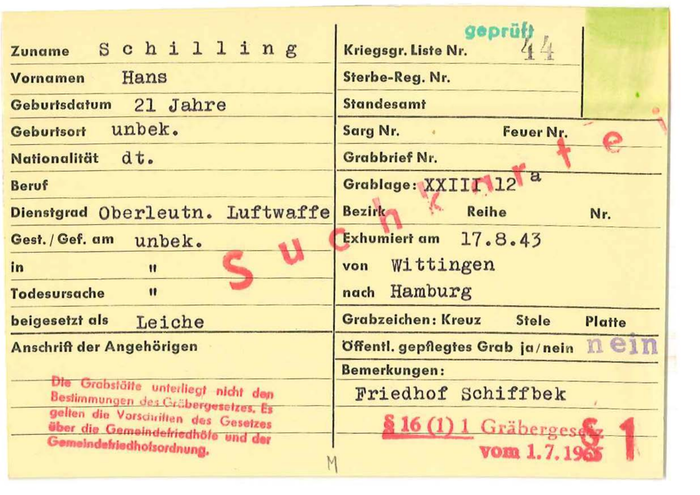 geprüft
Zuname Schilling
Kriegsgr. Liste Nr. 44
Vornamen Hans
Sterbe-Reg. Nr.
Geburtsdatum 21 Jahre
Standesamt
Geburtsort unbek.
Sarg Nr. Feuer Nr.
Nationalität dt.
Grabbrief Nr.
Beruf
Grablage: XXIII 12a
Dienstgrad Oberleutn. Luftwaffe
Bezirk Reihe Nr.
Gest./Gef. am unbek.
Exhumiert am 17.8.43
in "
von Wittingen
Todesursache "
nach Hamburg
beigesetzt als Leiche
Grabzeichen: Kreuz Stele Platte
Anschrift der Angehörigen
Öffentl. gepflegtes Grab ja/nein nein
Bemerkungen:
Friedhof Schiffbek
Suchkartei
Die Grabstätte unterliegt nicht den
Bestimmungen des Gräbergesetzes. Es
gelten die Vorschriften des Gesetzes
über die Gemeindefriedhöfe und der
Gemeindefriedhofsordnung.
§ 16 (1) 1 Gräbergesetz
vom 1.7.1965
§ 1
M